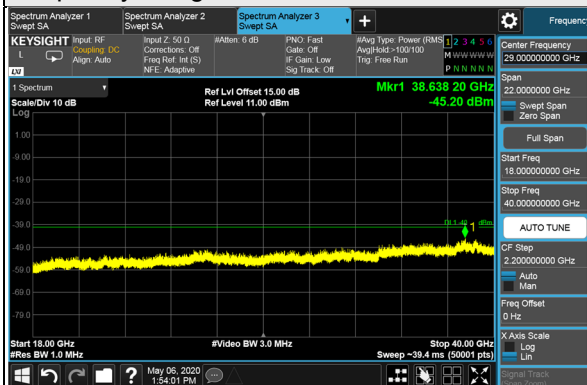 Spectrum Analyzer 1
Swept SA
Spectrum Analyzer 2
Swept SA
Spectrum Analyzer 3
Swept SA
Frequency
KEYSIGHT
L
LXI
Input: RF
Coupling: DC
Align: Auto
Input Z: 50 Ω
Corrections: Off
Freq Ref: Int (S)
NFE: Adaptive
#Atten: 6 dB
PNO: Fast
Gate: Off
IF Gain: Low
Sig Track: Off
#Avg Type: Power (RMS
Avg|Hold:>100/100
Trig: Free Run
1 2 3 4 5 6
M W W W W W
P N N N N N
1 Spectrum
Scale/Div 10 dB
Log
Ref Lvl Offset 15.00 dB
Ref Level 11.00 dBm
Mkr1 38.638 20 GHz
-45.20 dBm
1.00
-9.00
-19.0
-29.0
-39.0
-49.0
-59.0
-69.0
-79.0
1
Start 18.00 GHz
#Res BW 1.0 MHz
#Video BW 3.0 MHz
Stop 40.00 GHz
Sweep ~39.4 ms (50001 pts)
May 06, 2020
1:54:01 PM
Center Frequency
29.000000000 GHz
Span
22.0000000000 GHz
Swept Span
Zero Span
Full Span
Start Freq
18.000000000 GHz
Stop Freq
40.000000000 GHz
AUTO TUNE
CF Step
2.200000000 GHz
Auto
Man
Freq Offset
0 Hz
X Axis Scale
Log
Lin
Signal Track